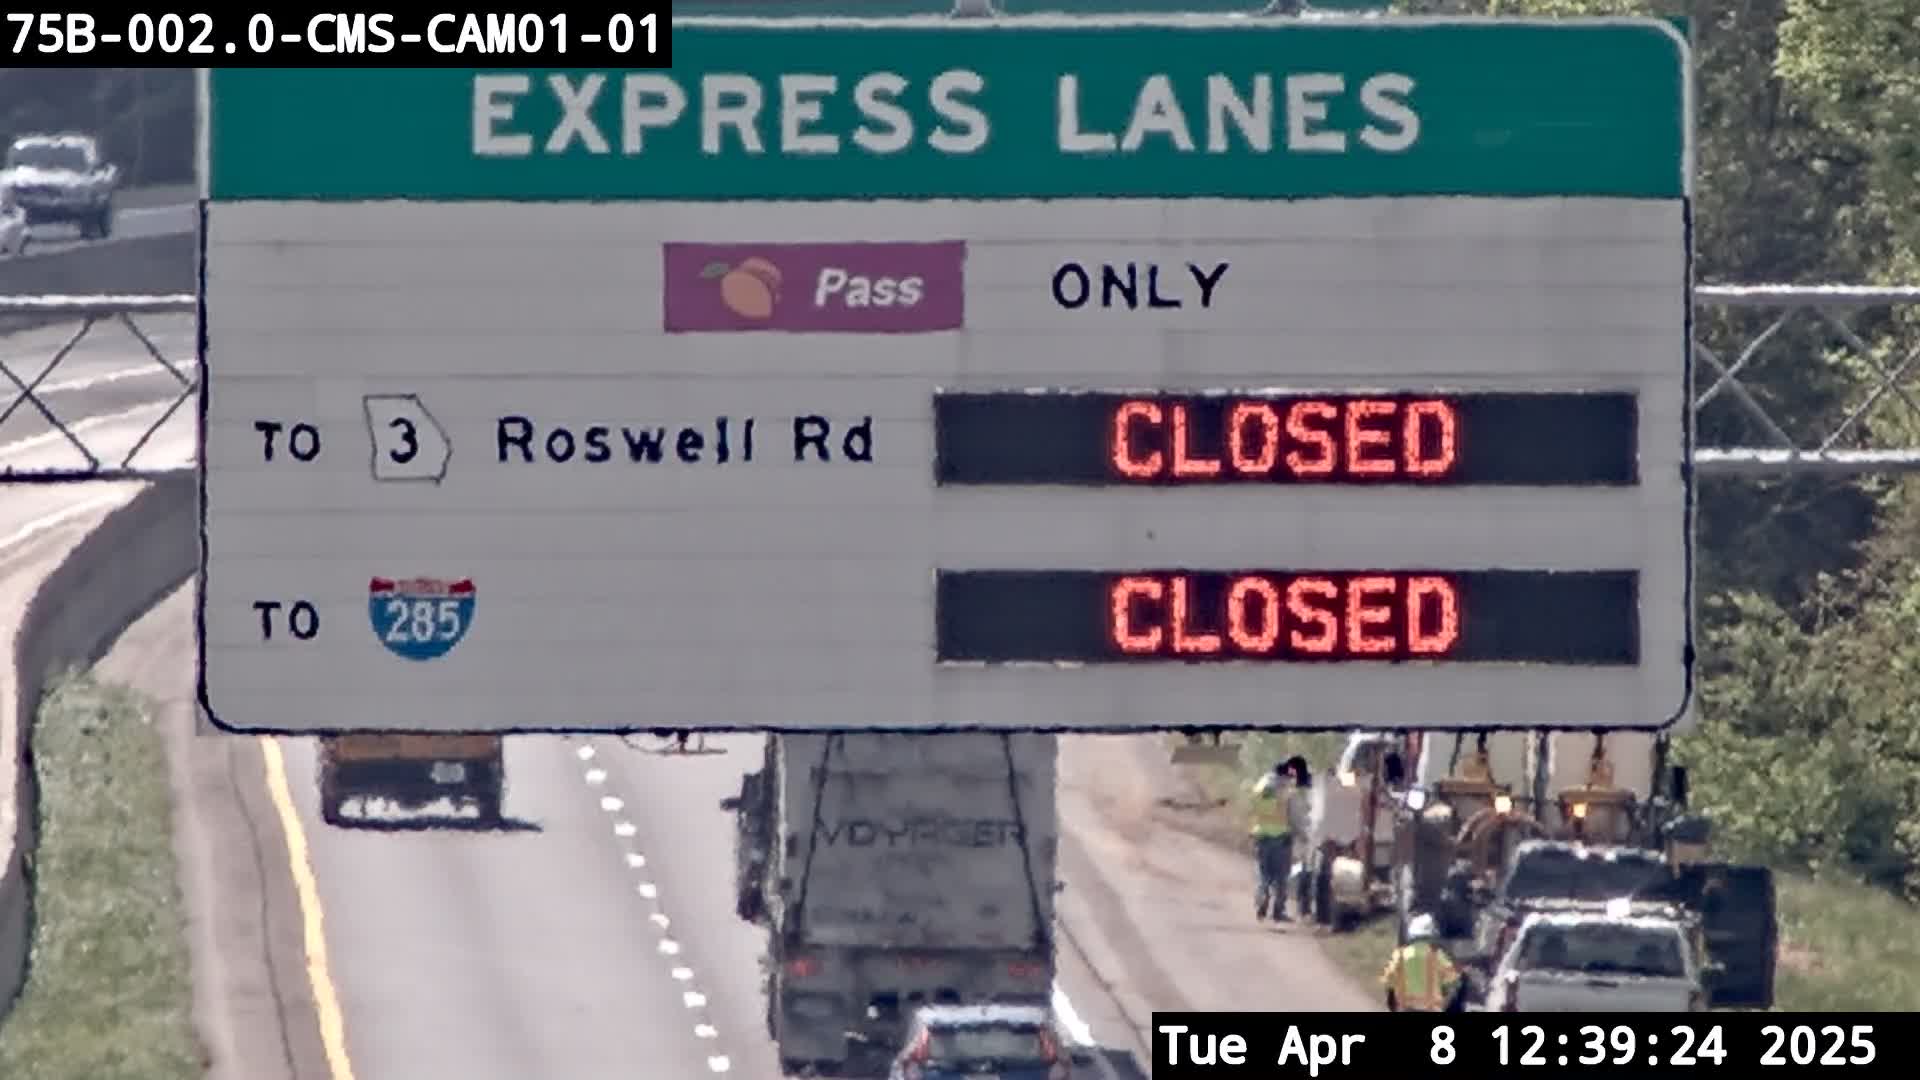 75B-002.0-CMS-CAM01-01
EXPRESS LANES
Pass ONLY
TO 3 Roswell Rd CLOSED
TO 285 CLOSED
VOYAGER
Tue Apr 8 12:39:24 2025